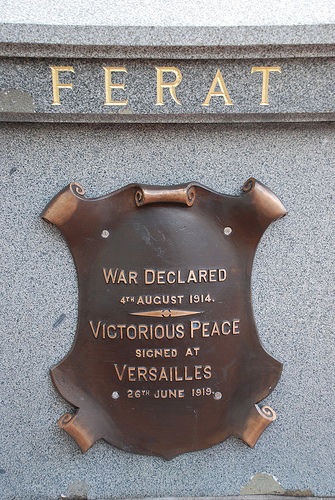 FERAT
WAR DECLARED
4TH AUGUST 1914.
VICTORIOUS PEACE
SIGNED AT
VERSAILLES
26TH JUNE 1919.